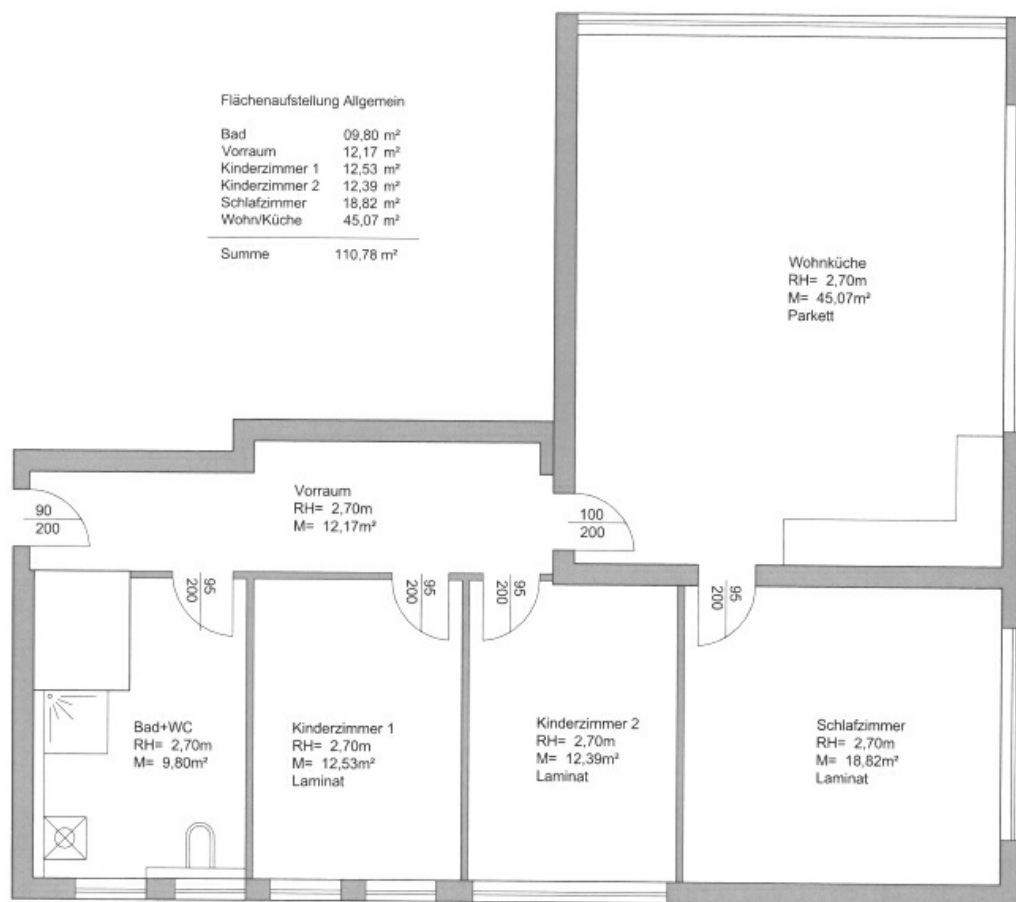 Flächenaufstellung Allgemein
Bad 09,80 m²
Vorraum 12,17 m²
Kinderzimmer 1 12,53 m²
Kinderzimmer 2 12,39 m²
Schlafzimmer 18,82 m²
Wohn/Küche 45,07 m²
Summe 110,78 m²
Wohnküche
RH= 2,70m
M= 45,07m²
Parkett
Vorraum
RH= 2,70m
M= 12,17m²
90
200
100
200
95
200
95
200
95
200
95
200
Bad+WC
RH= 2,70m
M= 9,80m²
Kinderzimmer 1
RH= 2,70m
M= 12,53m²
Laminat
Kinderzimmer 2
RH= 2,70m
M= 12,39m²
Laminat
Schlafzimmer
RH= 2,70m
M= 18,82m²
Laminat